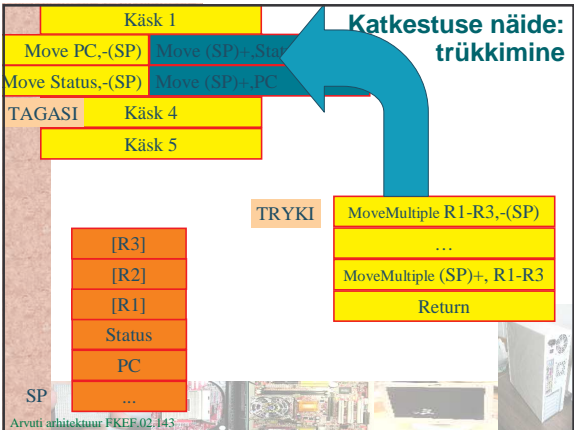 Katkestuse näide:
trükkimine
Käsk 1
Move PC,-(SP) Move (SP)+,Stat
Move Status,-(SP) Move (SP)+,PC
TAGASI Käsk 4
Käsk 5
TRYKI MoveMultiple R1-R3,-(SP)
…
MoveMultiple (SP)+, R1-R3
Return
[R3]
[R2]
[R1]
Status
PC
SP ...
Arvuti arhitektuur FKEF.02.143